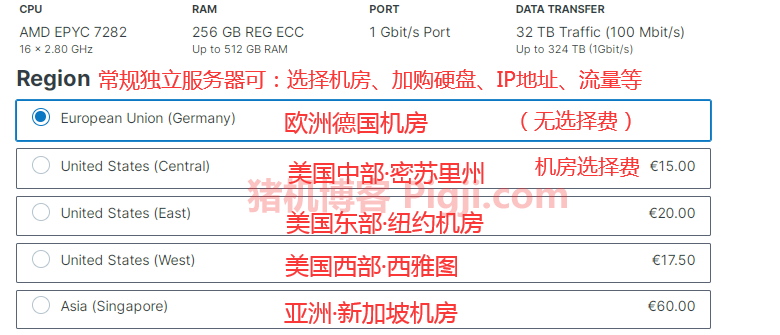 CPU RAM PORT DATA TRANSFER
AMD EPYC 7282 256 GB REG ECC 1 Gbit/s Port 32 TB Traffic (100 Mbit/s)
16 × 2.80 GHz Up to 512 GB RAM Up to 324 TB (1Gbit/s)
Region 常规独立服务器可：选择机房、加购硬盘、IP地址、流量等
European Union (Germany) 欧洲德国机房 （无选择费）
United States (Central) 美国中部·密苏里州 机房选择费 €15.00
猪机博客 Pigji.com
United States (East) 美国东部·纽约机房 €20.00
United States (West) 美国西部·西雅图 €17.50
Asia (Singapore) 亚洲·新加坡机房 €60.00